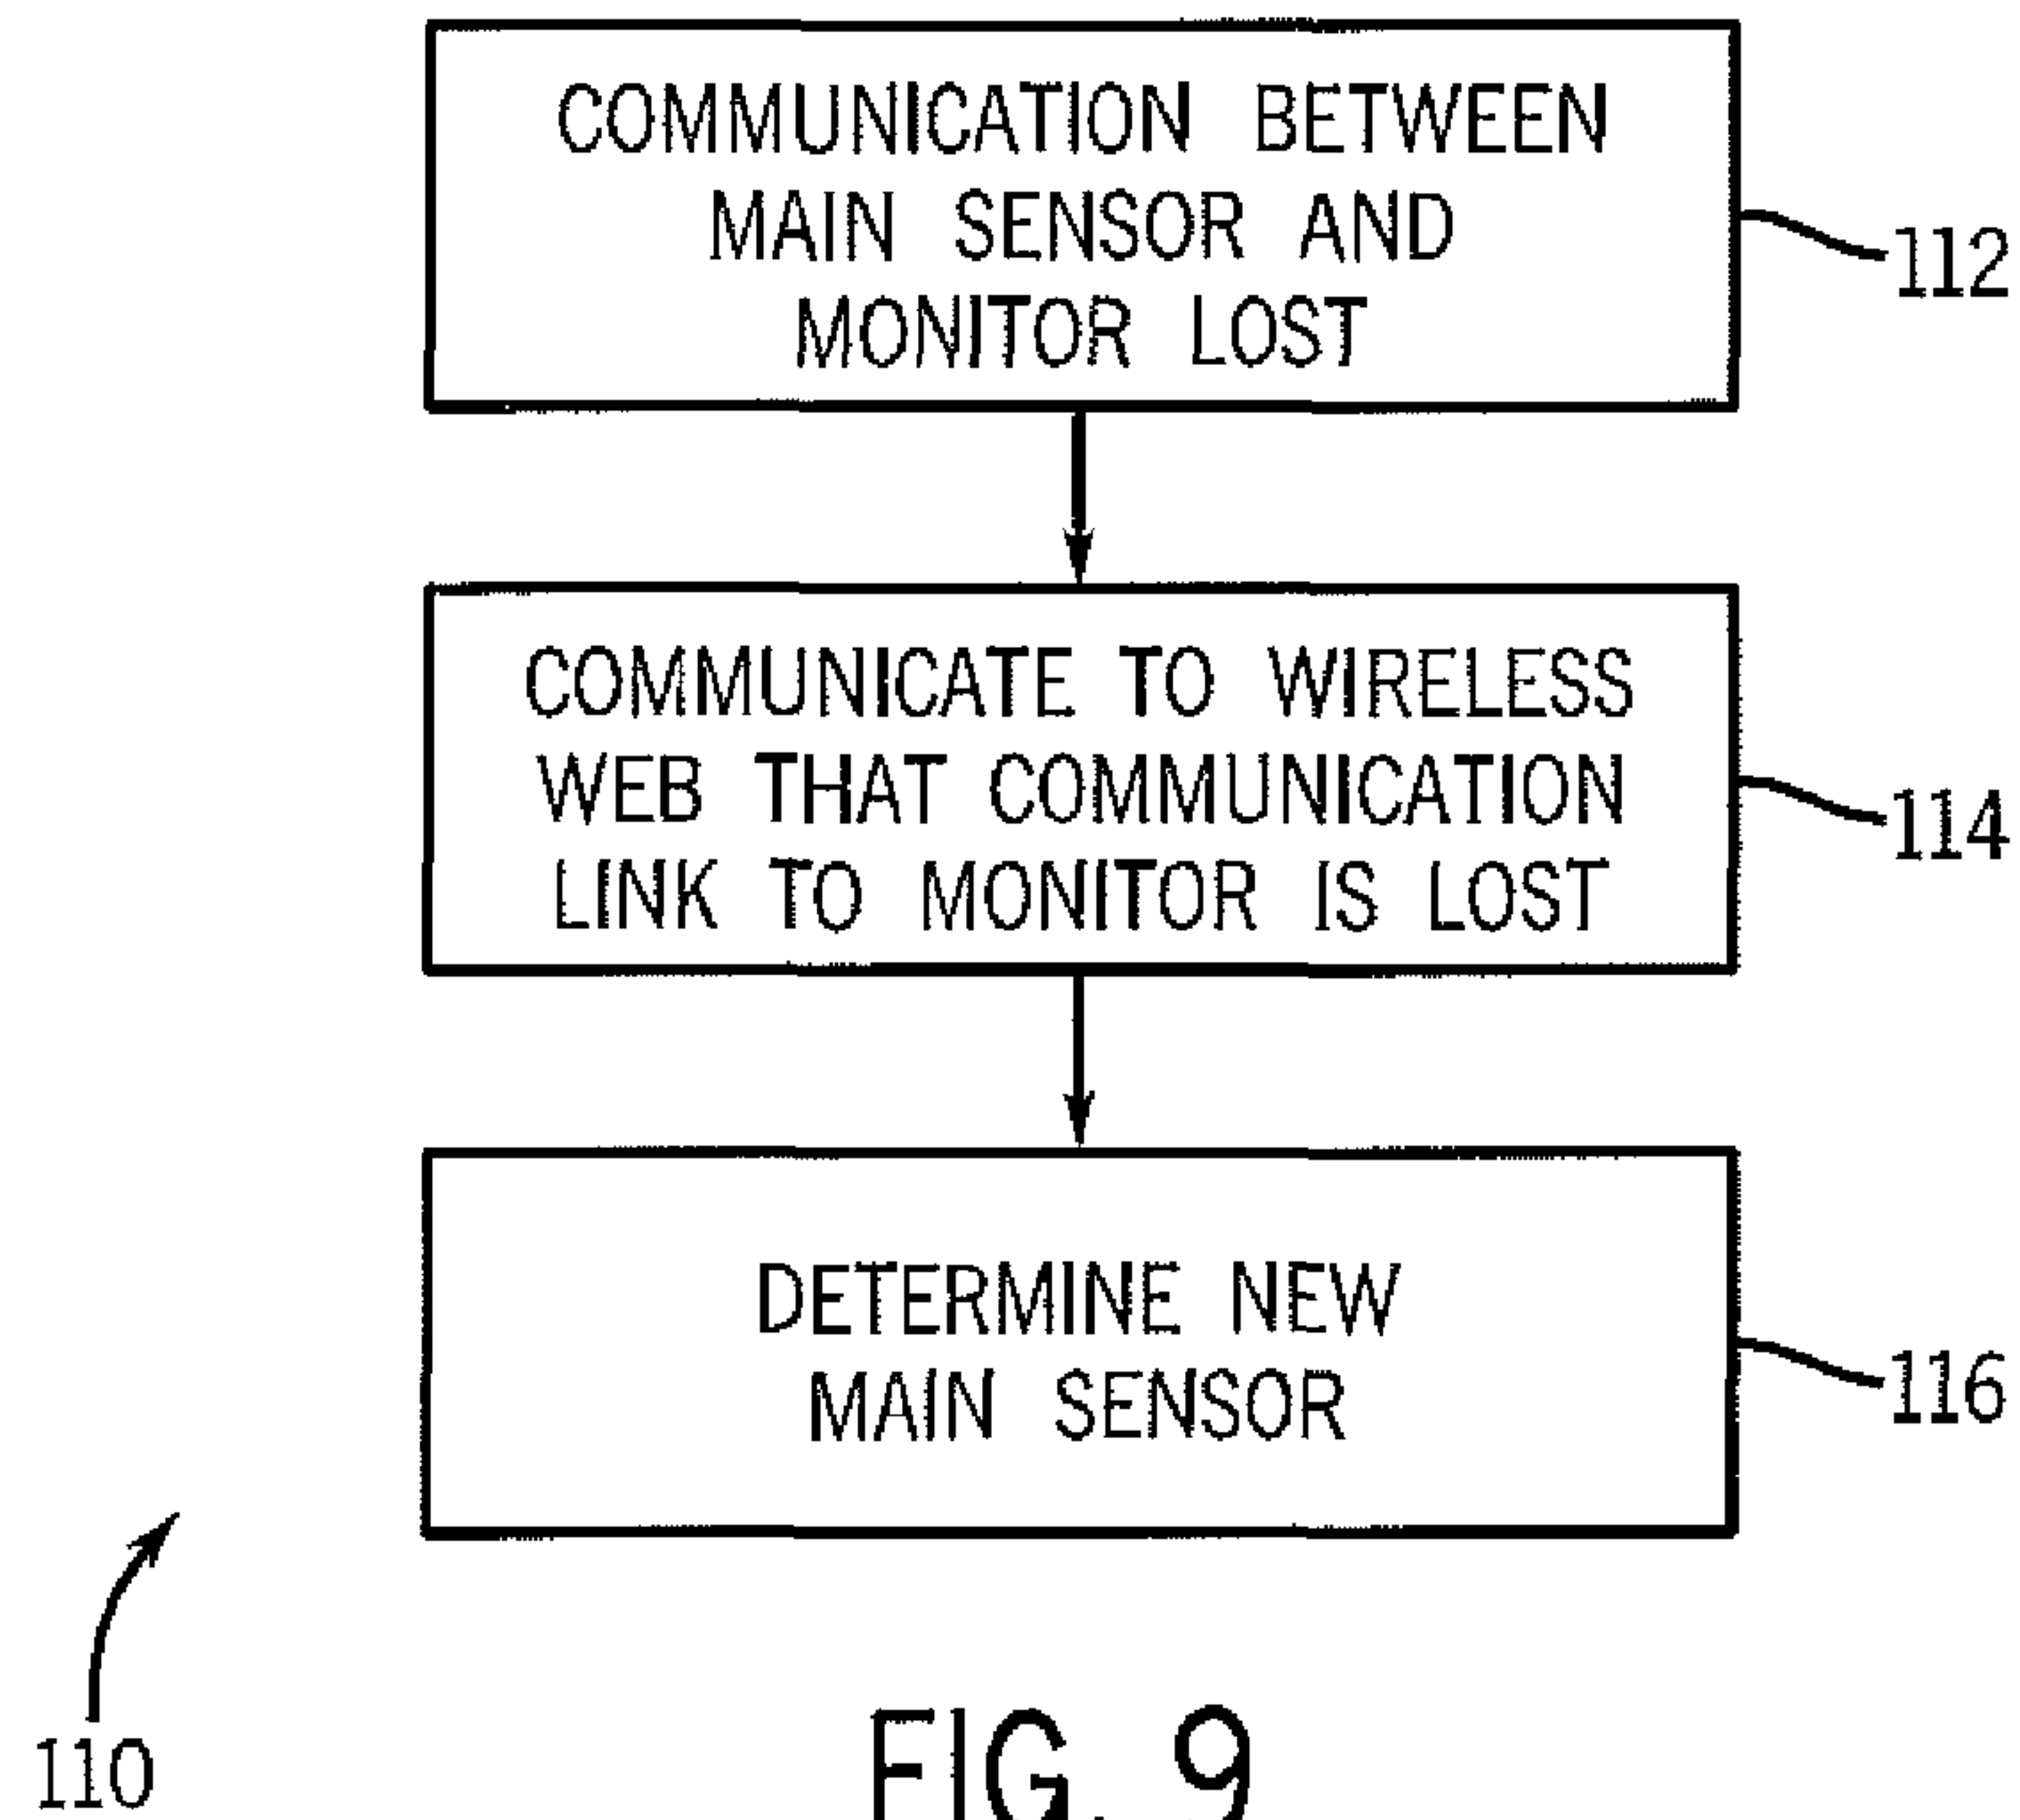 COMMUNICATION BETWEEN
MAIN SENSOR AND
MONITOR LOST
112
COMMUNICATE TO WIRELESS
WEB THAT COMMUNICATION
LINK TO MONITOR IS LOST
114
DETERMINE NEW
MAIN SENSOR
116
110
FIG. 9